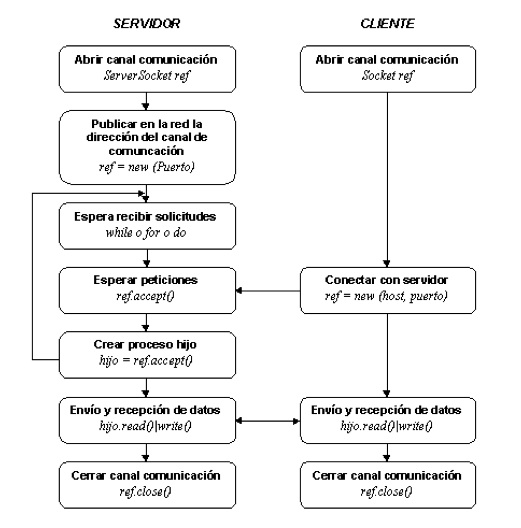 SERVIDOR
CLIENTE
Abrir canal comunicación
ServerSocket ref
Abrir canal comunicación
Socket ref
Publicar en la red la
dirección del canal de
comuncación
ref = new (Puerto)
Espera recibir solicitudes
while o for o do
Esperar peticiones
ref.accept()
Conectar con servidor
ref = new (host, puerto)
Crear proceso hijo
hijo = ref.accept()
Envío y recepción de datos
hijo.read()|write()
Envío y recepción de datos
hijo.read()|write()
Cerrar canal comunicación
ref.close()
Cerrar canal comunicación
ref.close()